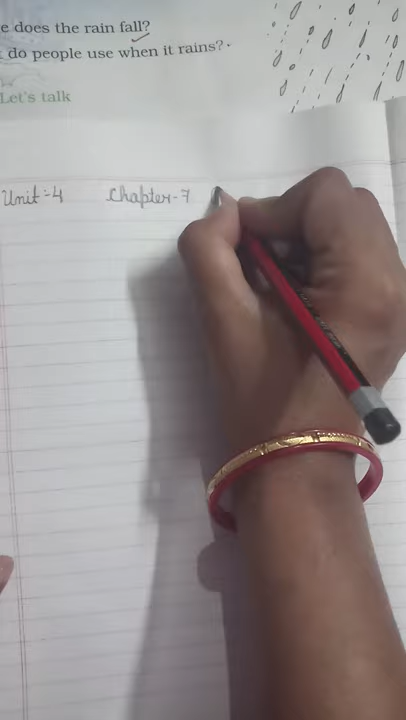 e does the rain fall?
do people use when it rains?
Let's talk
Unit-4 Chapter-7